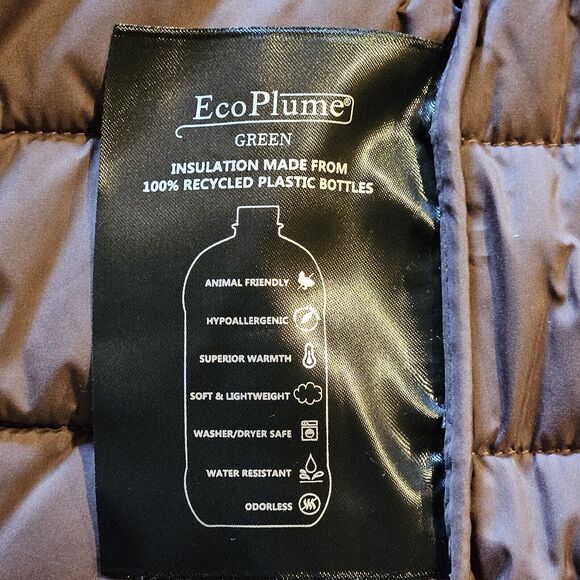 EcoPlume®
GREEN
INSULATION MADE FROM
100% RECYCLED PLASTIC BOTTLES
ANIMAL FRIENDLY
HYPOALLERGENIC
SUPERIOR WARMTH
SOFT & LIGHTWEIGHT
WASHER/DRYER SAFE
WATER RESISTANT
ODORLESS